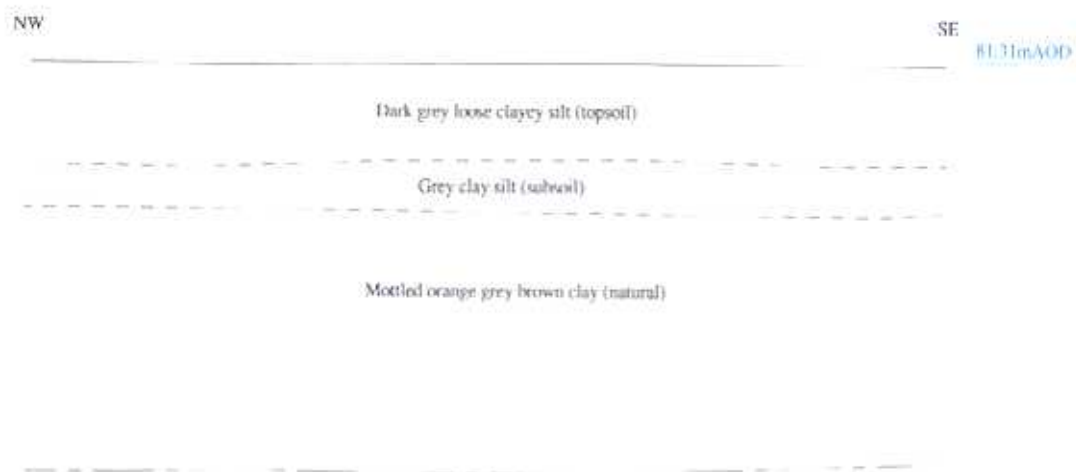 NW
SE
81.31mAOD
Dark grey loose clayey silt (topsoil)
Grey clay silt (subsoil)
Mottled orange grey brown clay (natural)